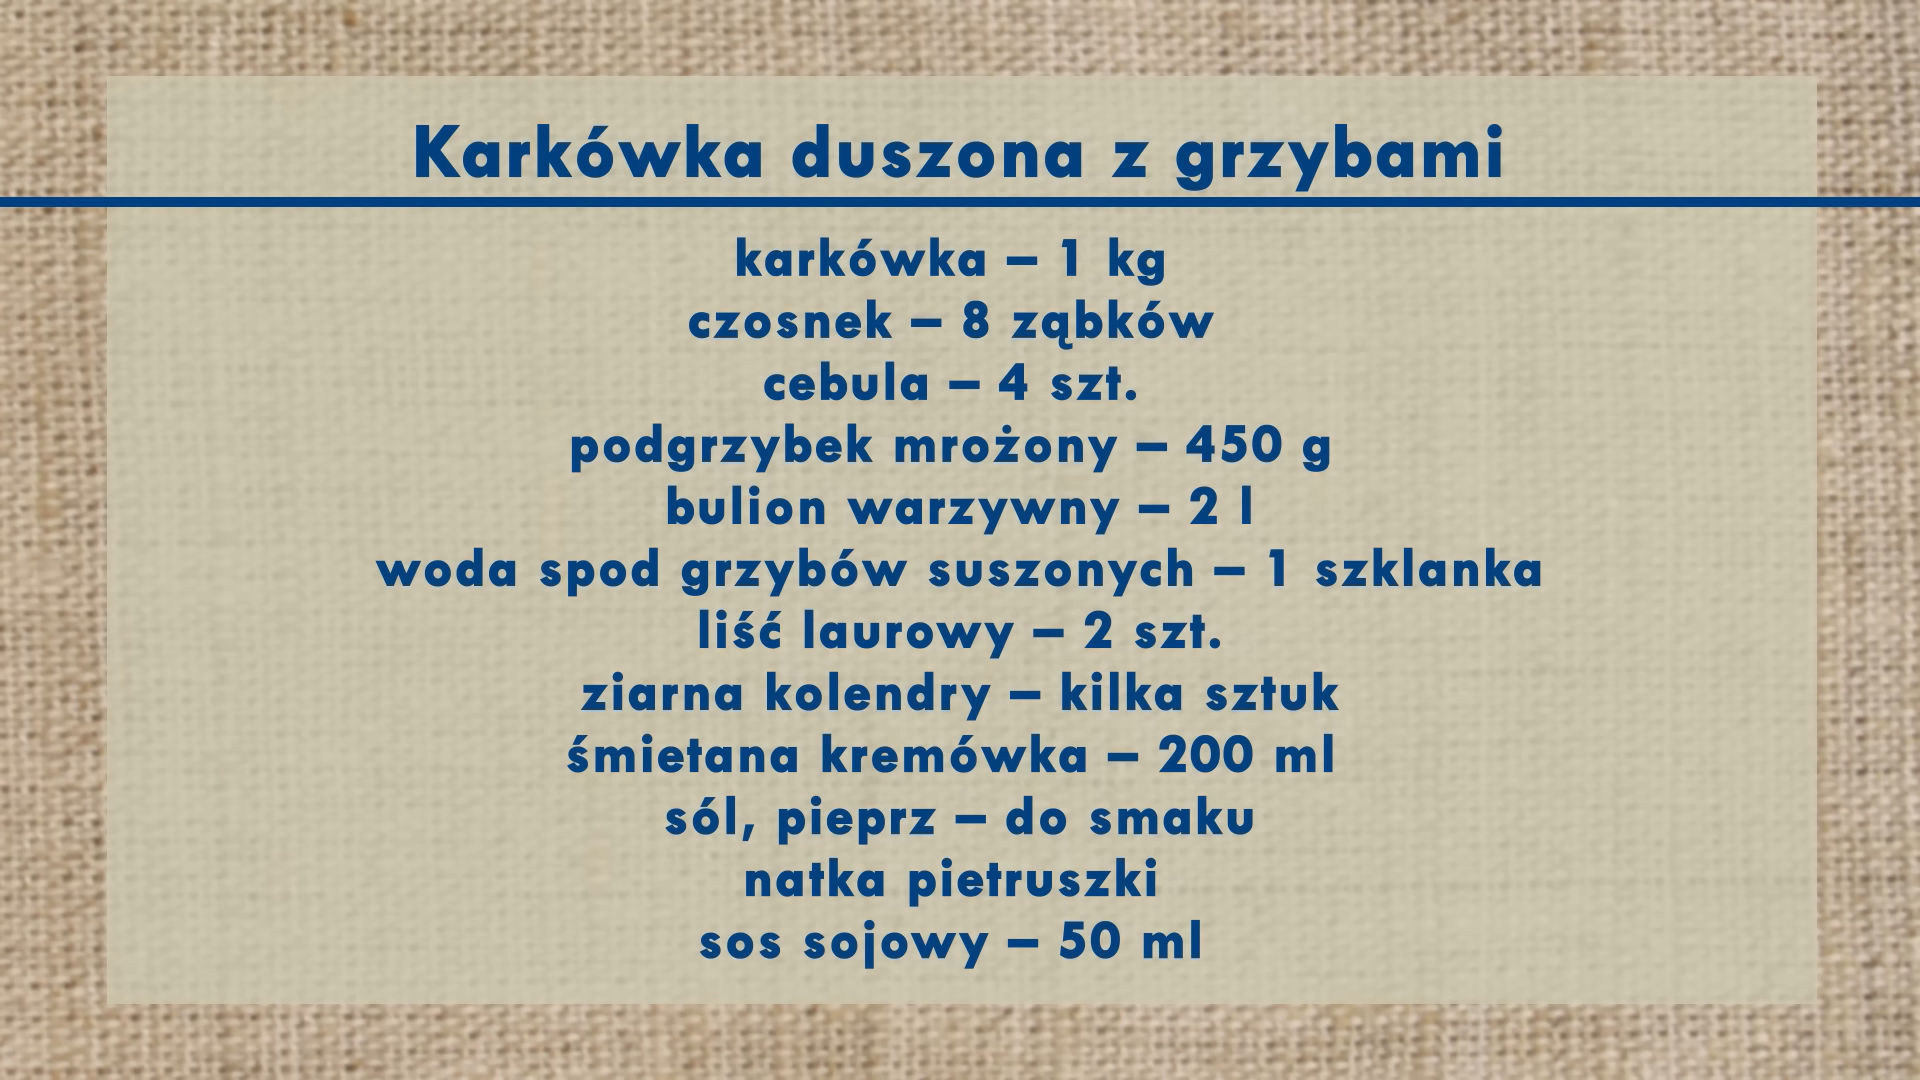 Karkówka duszona z grzybami
karkówka – 1 kg
czosnek – 8 ząbków
cebula – 4 szt.
podgrzybek mrożony – 450 g
bulion warzywny – 2 l
woda spod grzybów suszonych – 1 szklanka
liść laurowy – 2 szt.
ziarna kolendry – kilka sztuk
śmietana kremówka – 200 ml
sól, pieprz – do smaku
natka pietruszki
sos sojowy – 50 ml